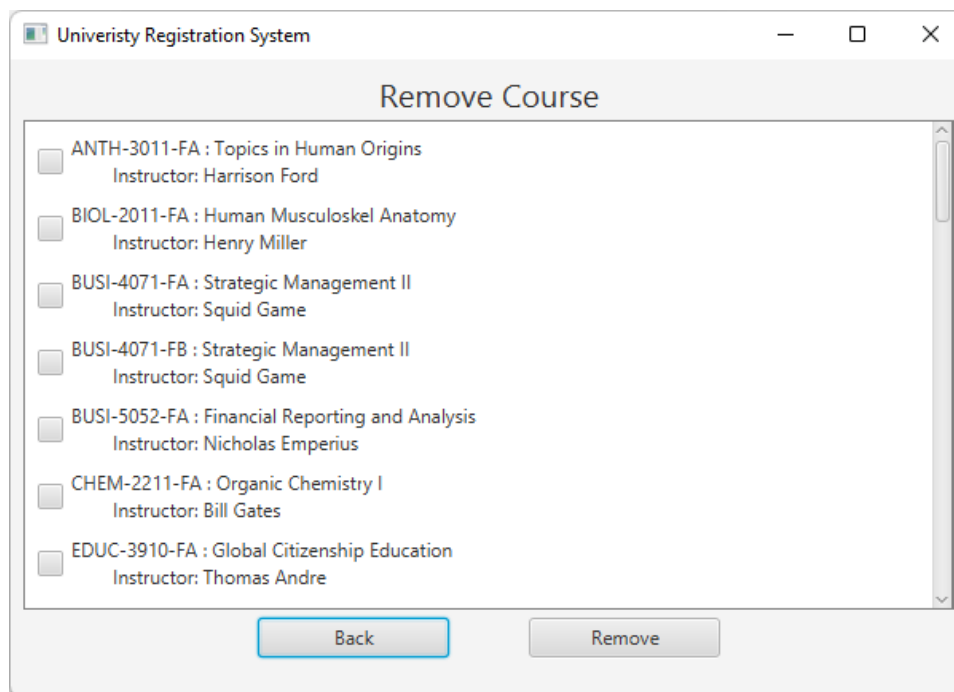 Univeristy Registration System
Remove Course
ANTH-3011-FA : Topics in Human Origins
Instructor: Harrison Ford
BIOL-2011-FA : Human Musculoskel Anatomy
Instructor: Henry Miller
BUSI-4071-FA : Strategic Management II
Instructor: Squid Game
BUSI-4071-FB : Strategic Management II
Instructor: Squid Game
BUSI-5052-FA : Financial Reporting and Analysis
Instructor: Nicholas Emperius
CHEM-2211-FA : Organic Chemistry I
Instructor: Bill Gates
EDUC-3910-FA : Global Citizenship Education
Instructor: Thomas Andre
Back
Remove